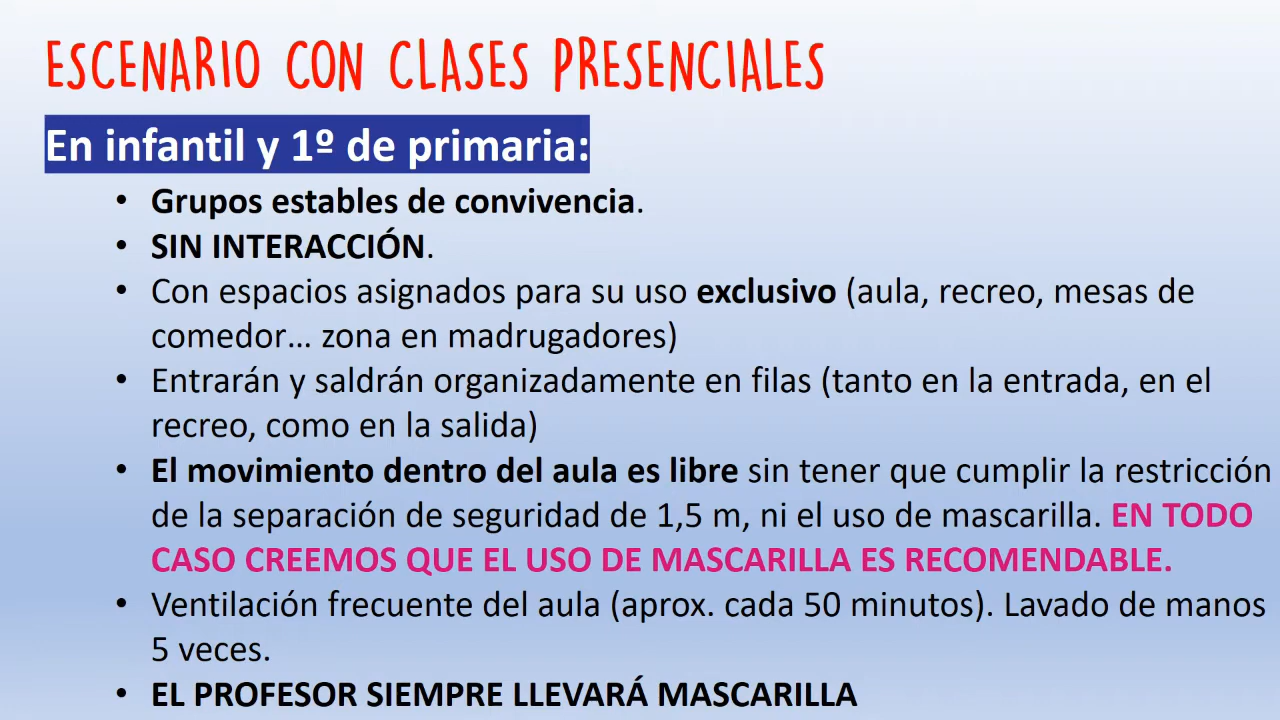 ESCENARIO CON CLASES PRESENCIALES
En infantil y 1º de primaria:
• Grupos estables de convivencia.
• SIN INTERACCIÓN.
• Con espacios asignados para su uso exclusivo (aula, recreo, mesas de
comedor... zona en madrugadores)
• Entrarán y saldrán organizadamente en filas (tanto en la entrada, en el
recreo, como en la salida)
• El movimiento dentro del aula es libre sin tener que cumplir la restricción
de la separación de seguridad de 1,5 m, ni el uso de mascarilla. EN TODO
CASO CREEMOS QUE EL USO DE MASCARILLA ES RECOMENDABLE.
• Ventilación frecuente del aula (aprox. cada 50 minutos). Lavado de manos
5 veces.
• EL PROFESOR SIEMPRE LLEVARÁ MASCARILLA